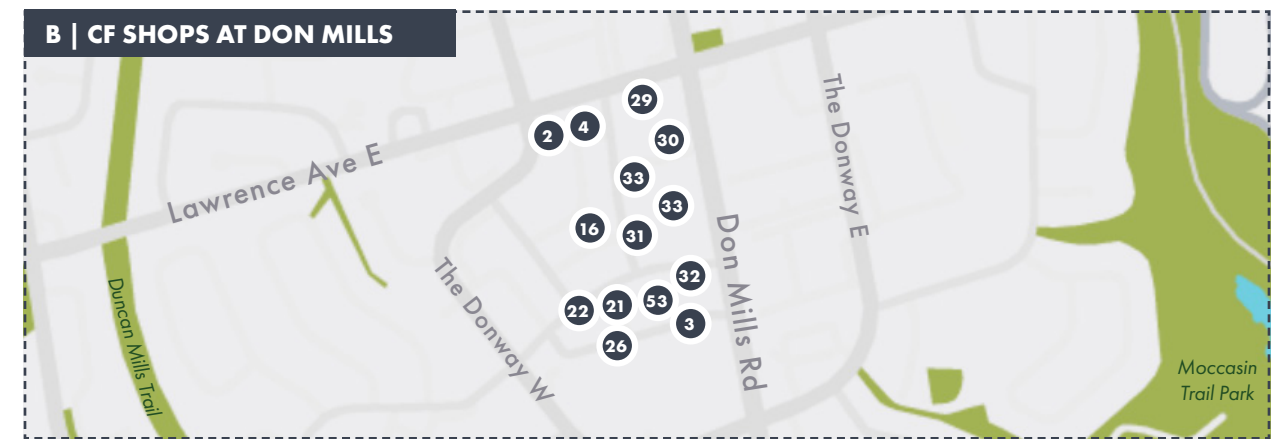 B | CF SHOPS AT DON MILLS
29
2
4
30
33
33
16
31
32
53
21
22
3
26
Lawrence Ave E
The Donway E
Don Mills Rd
The Donway W
Duncan Mills Trail
Moccasin
Trail Park